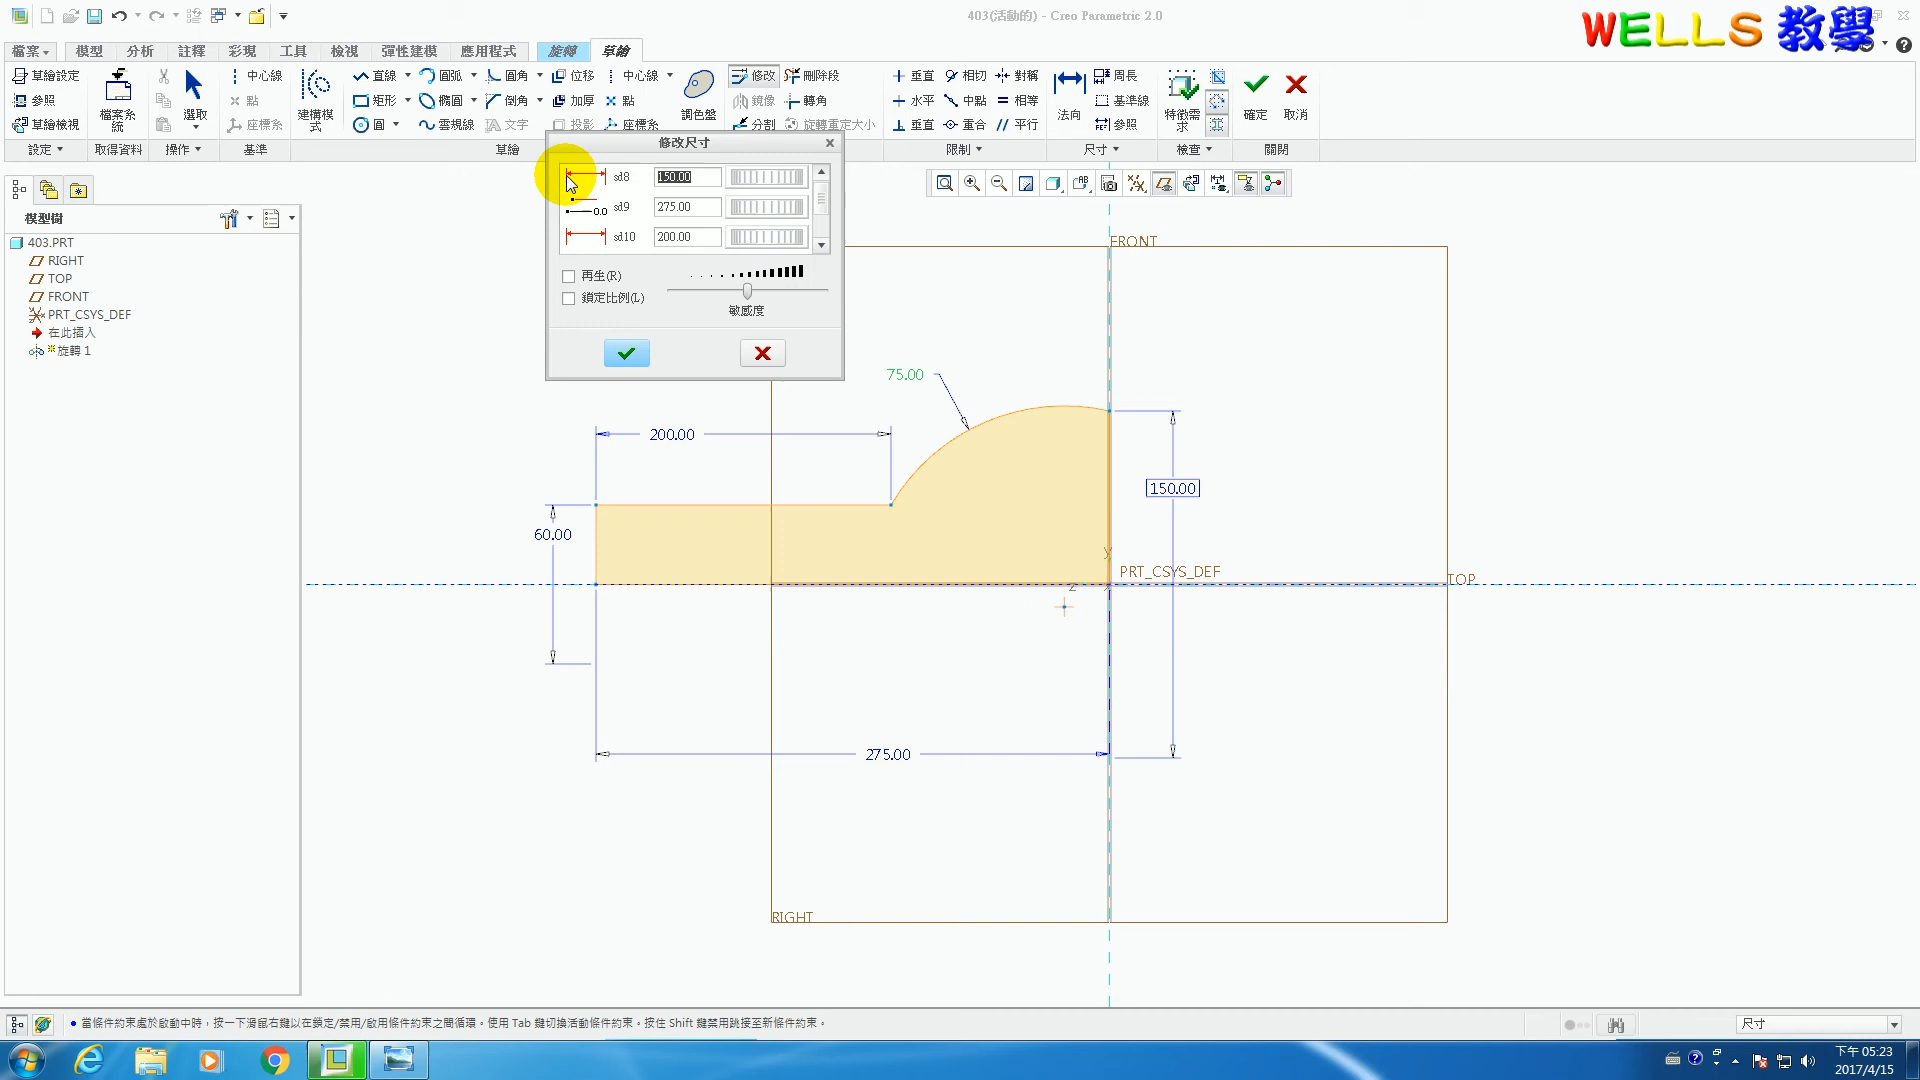 403(活動的) - Creo Parametric 2.0
WELLS 教學
檔案 模型 分析 註釋 彩現 工具 檢視 彈性建模 應用程式 旋轉 草繪
草繪設定 中心線 直線 圓弧 圓角 位移 中心線 修改 刪除段 垂直 相切 對稱 周長
參照 檔案系統 選取 點 建構模式 矩形 橢圓 倒角 加厚 點 調色盤 鏡像 轉角 水平 中點 相等 法向 基準線 特徵需求 確定 取消
草繪檢視 座標系 圓 雲規線 文字 投影 座標系 分割 旋轉重定大小 垂直 重合 平行 參照
設定 取得資料 操作 基準 草繪 限制 尺寸 檢查 關閉
修改尺寸
sd8 150.00
0.0 sd9 275.00
sd10 200.00
再生(R)
鎖定比例(L)
敏感度
模型樹
403.PRT
RIGHT
TOP
FRONT
PRT_CSYS_DEF
在此插入
旋轉 1
FRONT
75.00
200.00
150.00
60.00
y
PRT_CSYS_DEF
TOP
z
275.00
RIGHT
當條件約束處於啟動中時，按一下滑鼠右鍵以在鎖定/禁用/啟用條件約束之間循環。使用 Tab 鍵切換活動條件約束。按住 Shift 鍵禁用跳接至新條件約束。
尺寸
下午 05:23
2017/4/15